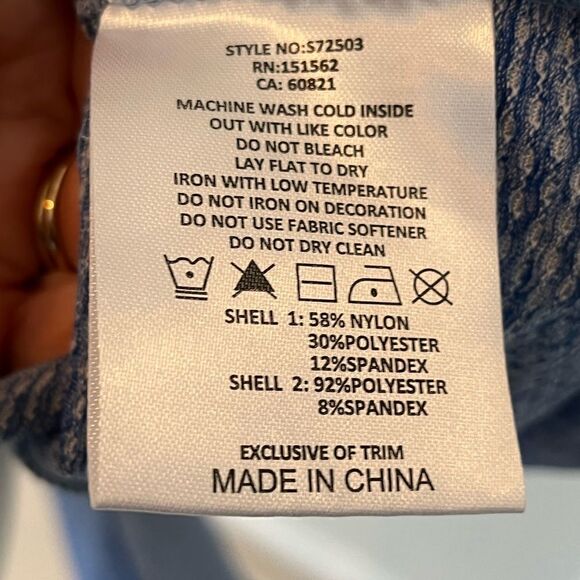 STYLE NO:S72503
RN:151562
CA: 60821
MACHINE WASH COLD INSIDE
OUT WITH LIKE COLOR
DO NOT BLEACH
LAY FLAT TO DRY
IRON WITH LOW TEMPERATURE
DO NOT IRON ON DECORATION
DO NOT USE FABRIC SOFTENER
DO NOT DRY CLEAN
SHELL 1: 58% NYLON
30%POLYESTER
12%SPANDEX
SHELL 2: 92%POLYESTER
8%SPANDEX
EXCLUSIVE OF TRIM
MADE IN CHINA